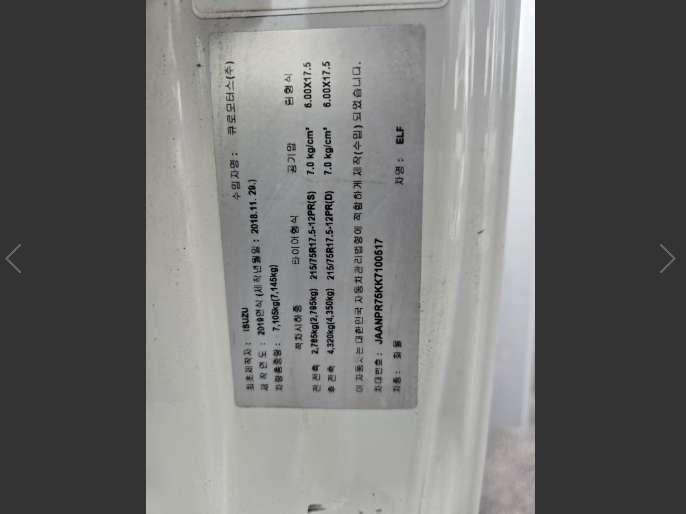 수입자명 : 큐로모터스(주)
최초제작자 : ISUZU
제 작 연 도 : 2019연식 (제작년월일 : 2018.11. 29.)
차량총중량 : 7,105kg(7,145kg)
적차시하중 타이어형식 공기압 림형식
전 전축 2,785kg(2,795kg) 215/75R17.5-12PR(S) 7.0 kg/cm² 6.00X17.5
후 전축 4,320kg(4,350kg) 215/75R17.5-12PR(D) 7.0 kg/cm² 6.00X17.5
이 자동차는 대한민국 자동차관리법령에 적합하게 제작(수입) 되었습니다.
차대번호 : JAANPR75KK7100517
차종 : 화물 차명 : ELF